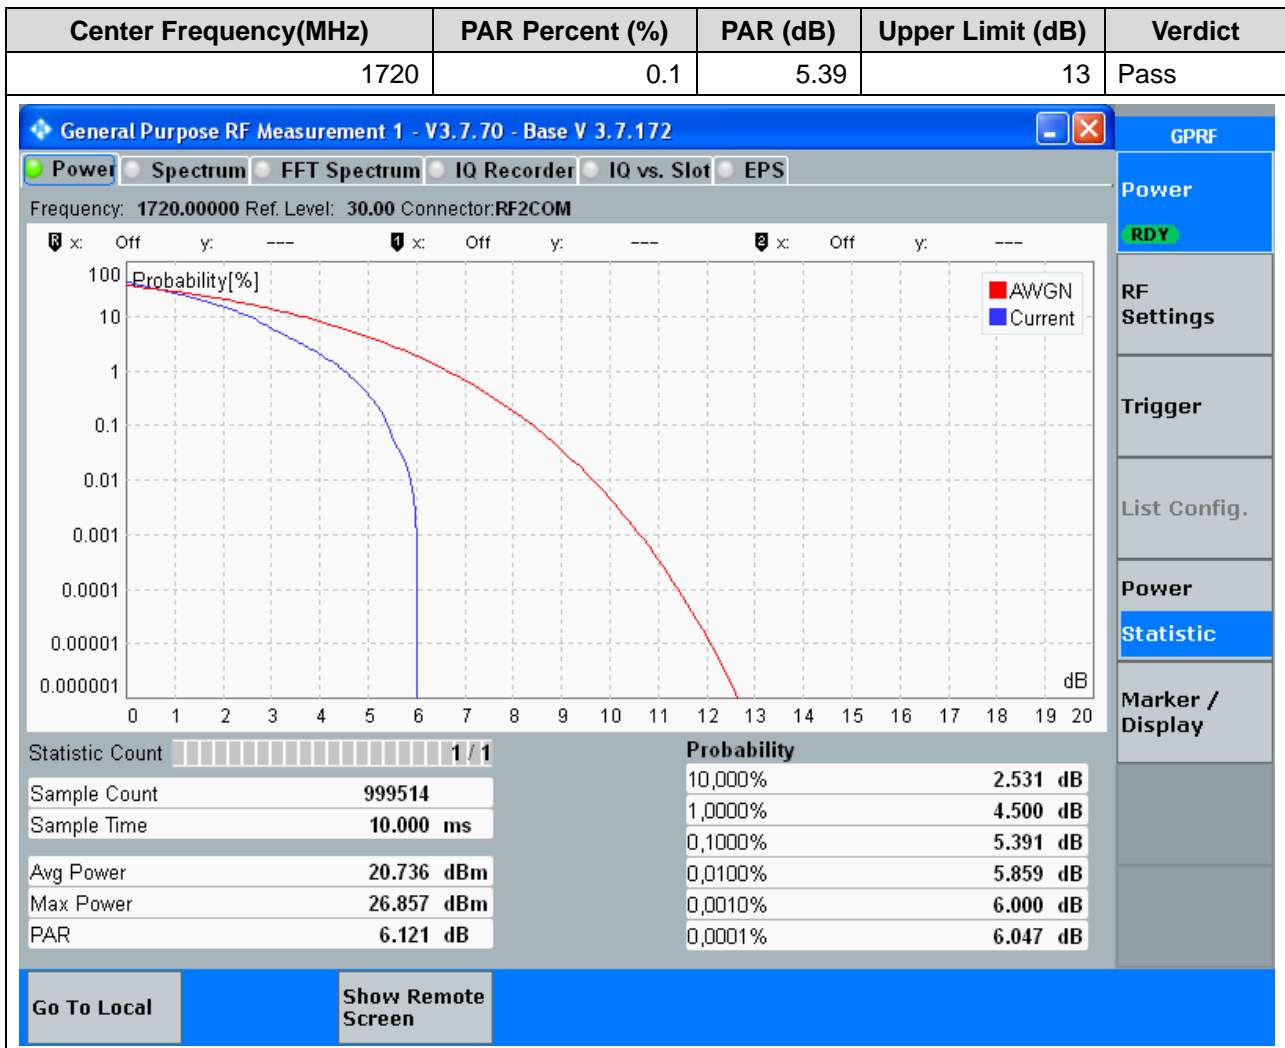 Center Frequency(MHz) PAR Percent (%) PAR (dB) Upper Limit (dB) Verdict
1720 0.1 5.39 13 Pass
General Purpose RF Measurement 1 - V3.7.70 - Base V 3.7.172
GPRF
Power Spectrum FFT Spectrum IQ Recorder IQ vs. Slot EPS
Power
RDY
Frequency: 1720.00000 Ref. Level: 30.00 Connector:RF2COM
R x: Off y: --- 1 x: Off y: --- 2 x: Off y: ---
Probability[%]
AWGN
Current
100
10
1
0.1
0.01
0.001
0.0001
0.00001
0.000001
dB
0 1 2 3 4 5 6 7 8 9 10 11 12 13 14 15 16 17 18 19 20
RF
Settings
Trigger
List Config.
Power
Statistic
Marker /
Display
Statistic Count 1 / 1
Sample Count 999514
Sample Time 10.000 ms
Avg Power 20.736 dBm
Max Power 26.857 dBm
PAR 6.121 dB
Probability
10,000% 2.531 dB
1,0000% 4.500 dB
0,1000% 5.391 dB
0,0100% 5.859 dB
0,0010% 6.000 dB
0,0001% 6.047 dB
Go To Local
Show Remote
Screen